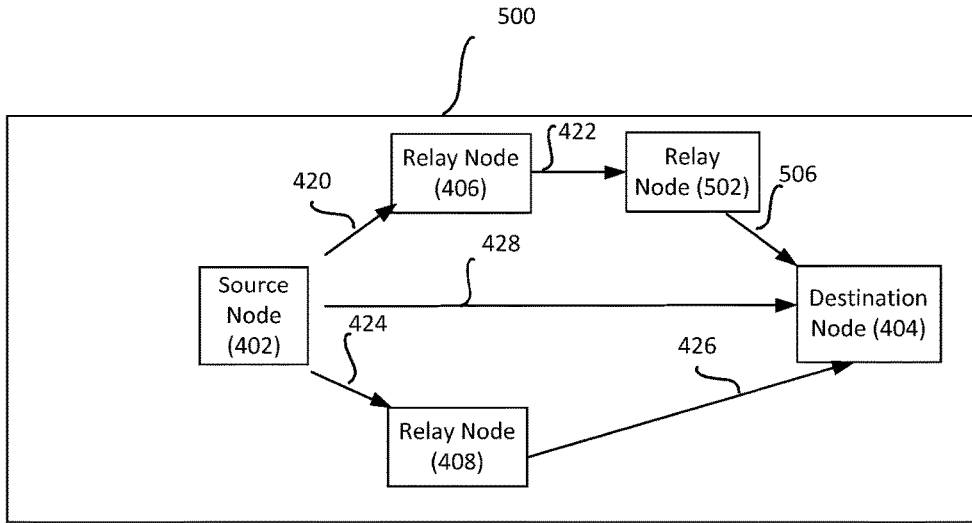 500
Relay Node
(406)
422
Relay
Node (502)
506
420
428
Source
Node
(402)
Destination
Node (404)
424
426
Relay Node
(408)